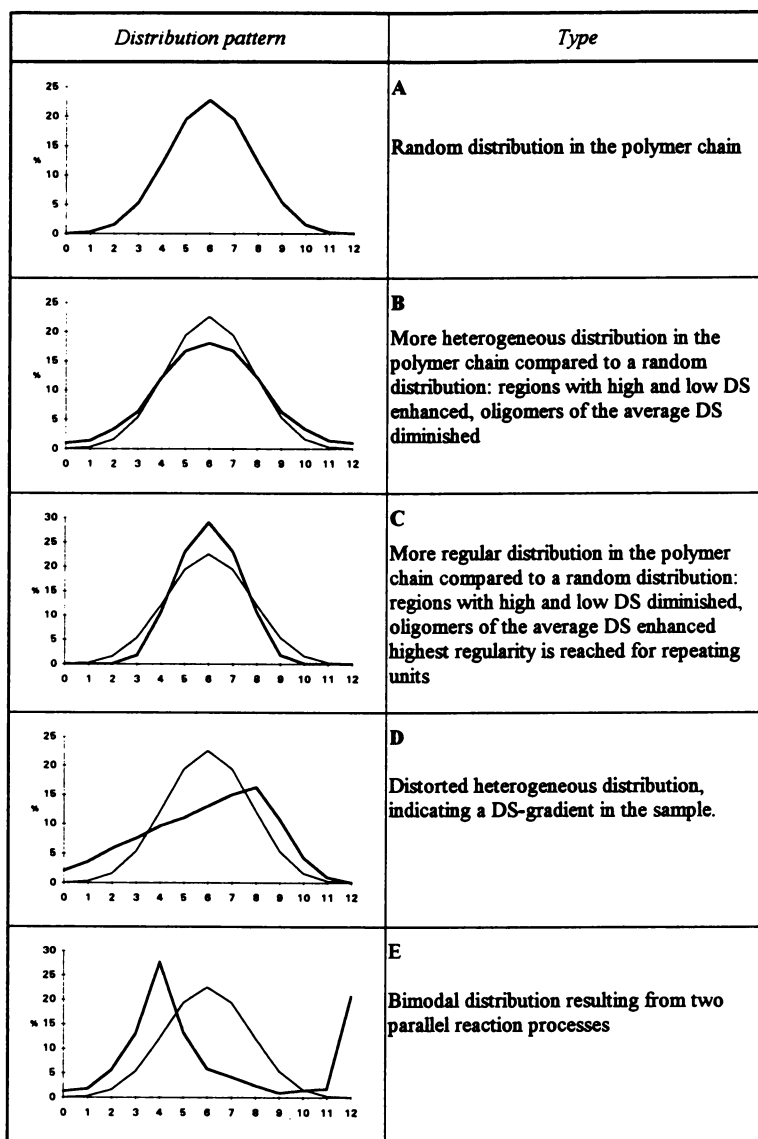 Distribution pattern
Type
25
20
15
%
10
5
0
0 1 2 3 4 5 6 7 8 9 10 11 12
A
Random distribution in the polymer chain
25
20
15
%
10
5
0
0 1 2 3 4 5 6 7 8 9 10 11 12
B
More heterogeneous distribution in the
polymer chain compared to a random
distribution: regions with high and low DS
enhanced, oligomers of the average DS
diminished
30
25
20
%
15
10
5
0
0 1 2 3 4 5 6 7 8 9 10 11 12
C
More regular distribution in the polymer
chain compared to a random distribution:
regions with high and low DS diminished,
oligomers of the average DS enhanced
highest regularity is reached for repeating
units
25
20
15
%
10
5
0
0 1 2 3 4 5 6 7 8 9 10 11 12
D
Distorted heterogeneous distribution,
indicating a DS-gradient in the sample.
30
25
20
% 15
10
5
0
0 1 2 3 4 5 6 7 8 9 10 11 12
E
Bimodal distribution resulting from two
parallel reaction processes